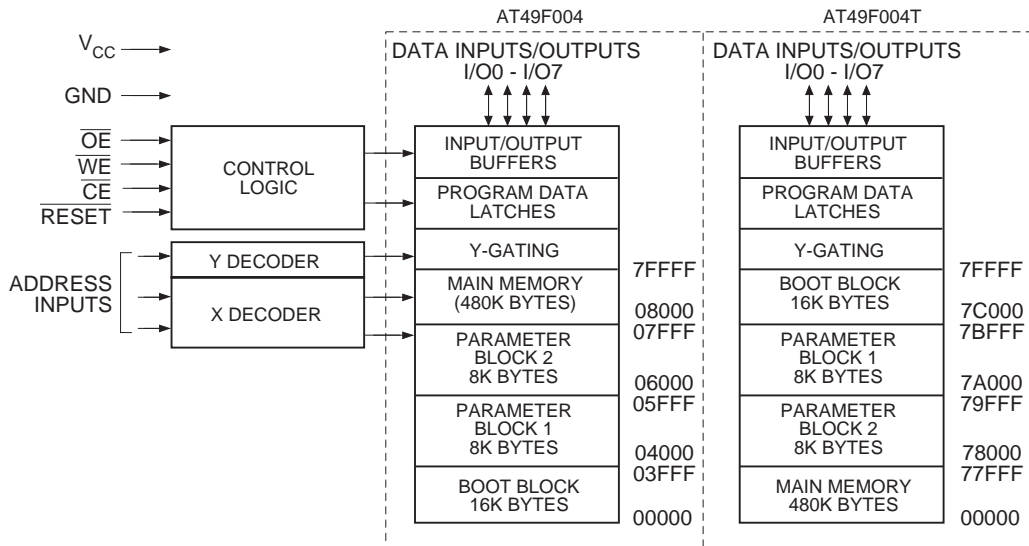 AT49F004
AT49F004T
VCC
GND
OE
WE
CE
RESET
ADDRESS
INPUTS
CONTROL
LOGIC
Y DECODER
X DECODER
DATA INPUTS/OUTPUTS
I/O0 - I/O7
INPUT/OUTPUT
BUFFERS
PROGRAM DATA
LATCHES
Y-GATING
7FFFF
MAIN MEMORY
(480K BYTES)
08000
07FFF
PARAMETER
BLOCK 2
8K BYTES
06000
05FFF
PARAMETER
BLOCK 1
8K BYTES
04000
03FFF
BOOT BLOCK
16K BYTES
00000
DATA INPUTS/OUTPUTS
I/O0 - I/O7
INPUT/OUTPUT
BUFFERS
PROGRAM DATA
LATCHES
Y-GATING
7FFFF
BOOT BLOCK
16K BYTES
7C000
7BFFF
PARAMETER
BLOCK 1
8K BYTES
7A000
79FFF
PARAMETER
BLOCK 2
8K BYTES
78000
77FFF
MAIN MEMORY
480K BYTES
00000